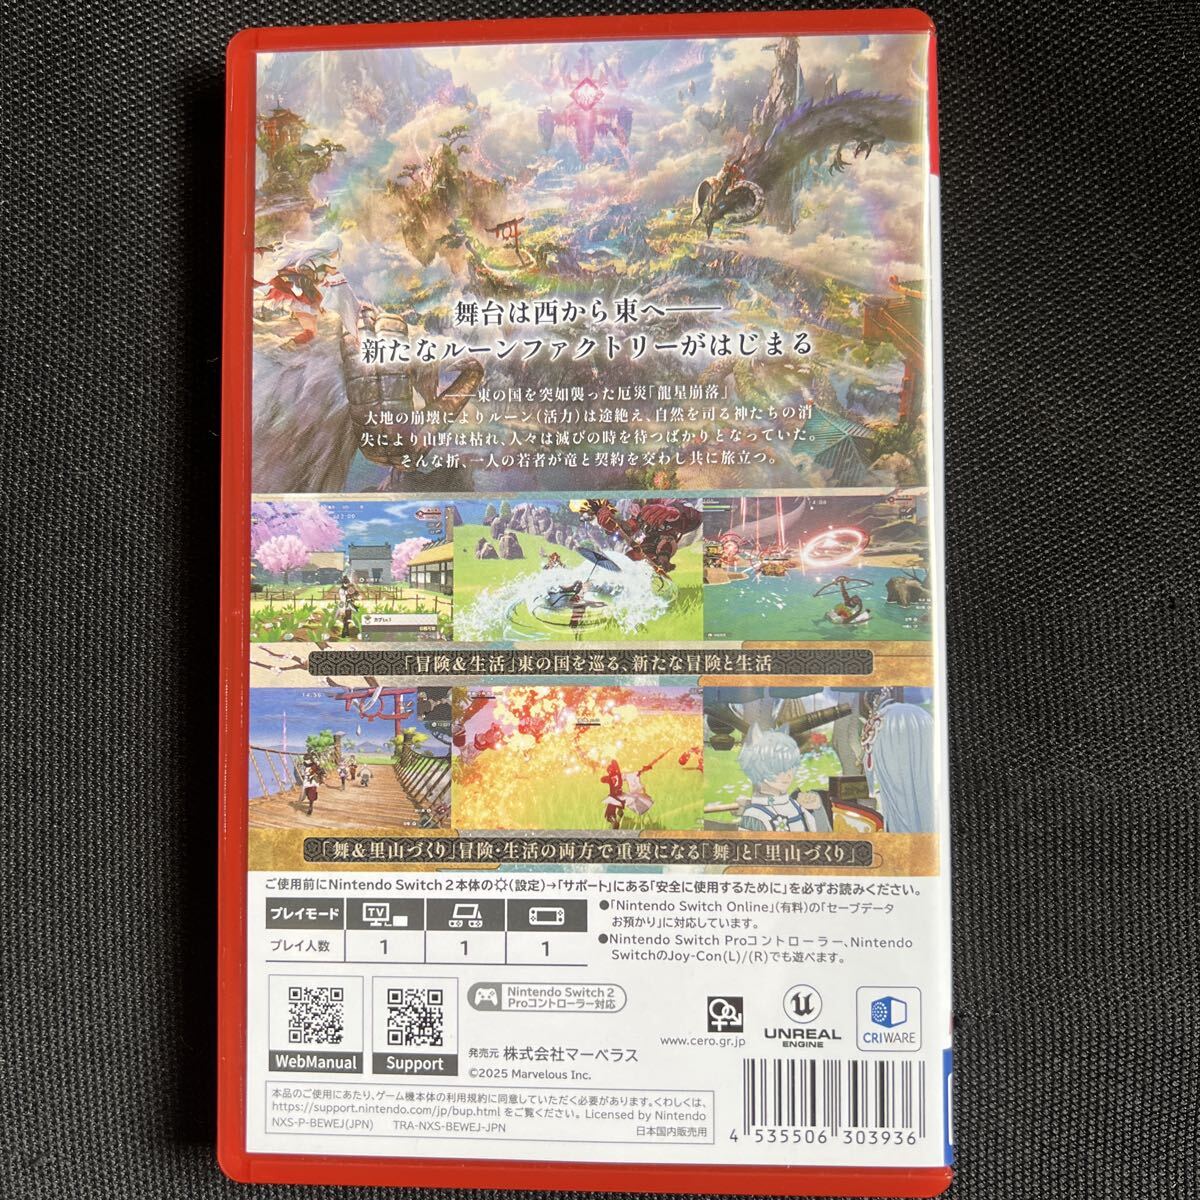 舞台は西から東へ――
新たなルーンファクトリーがはじまる
――東の国を突如襲った厄災「龍星崩落」
大地の崩壊によりルーン(活力)は途絶え、自然を司る神たちの消
失により山野は枯れ、人々は滅びの時を待つばかりとなっていた。
そんな折、一人の若者が竜と契約を交わし共に旅立つ。
「冒険&生活」東の国を巡る、新たな冒険と生活
「舞&里山づくり」冒険・生活の両方で重要になる「舞」と「里山づくり」
ご使用前にNintendo Switch 2本体の(設定)→「サポート」にある「安全に使用するために」を必ずお読みください。
プレイモード TV
プレイ人数 1 1 1
●「Nintendo Switch Online」(有料)の「セーブデータ
お預かり」に対応しています。
●Nintendo Switch Proコントローラー、Nintendo
SwitchのJoy-Con(L)/(R)でも遊べます。
WebManual
Support
Nintendo Switch 2
Proコントローラー対応
発売元 株式会社マーベラス
©2025 Marvelous Inc.
www.cero.gr.jp
UNREAL
ENGINE
CRIWARE
本品のご使用にあたり、ゲーム機本体の利用規約に同意していただく必要があります。くわしくは、
https://support.nintendo.com/jp/bup.html をご覧ください。 Licensed by Nintendo
NXS-P-BEWEJ(JPN) TRA-NXS-BEWEJ-JPN 日本国内販売用
4 535506 303936